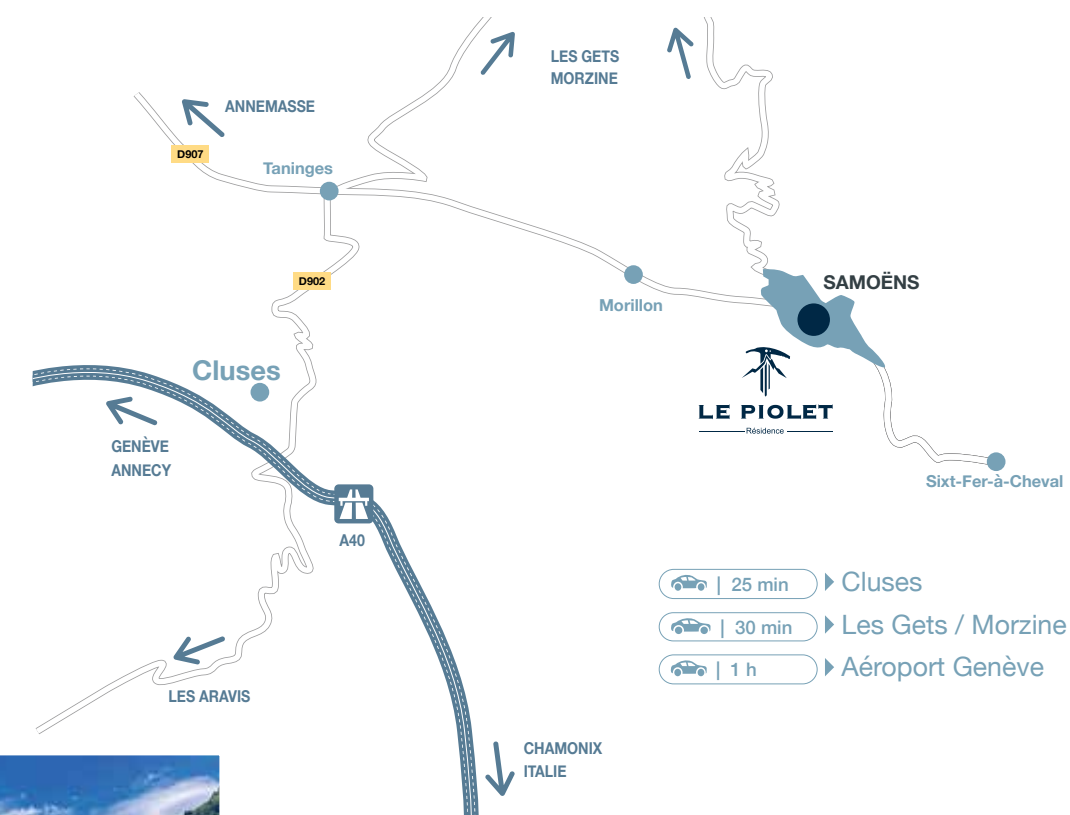 LES GETS
MORZINE
ANNEMASSE
D907
Taninges
D902
SAMOËNS
Morillon
Cluses
LE PIOLET
Résidence
GENÈVE
ANNECY
Sixt-Fer-à-Cheval
A40
25 min Cluses
30 min Les Gets / Morzine
1 h Aéroport Genève
LES ARAVIS
CHAMONIX
ITALIE